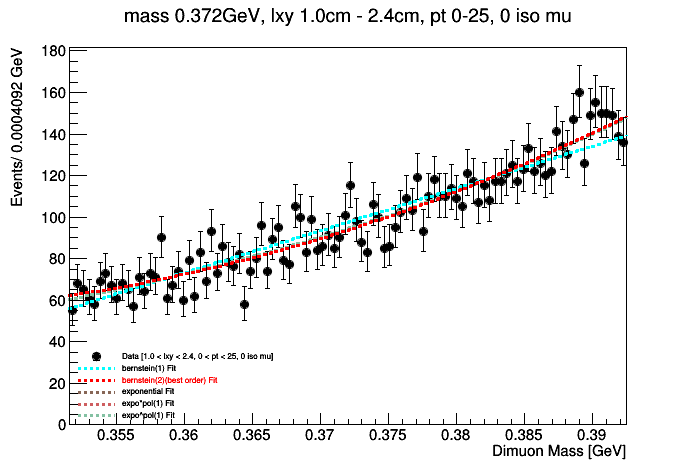 mass 0.372GeV, lxy 1.0cm - 2.4cm, pt 0-25, 0 iso mu
Events/ 0.0004092 GeV
180
160
140
120
100
80
60
40
20
0
Data [1.0 < lxy < 2.4, 0 < pt < 25, 0 iso mu]
bernstein(1) Fit
bernstein(2)(best order) Fit
exponential Fit
expo*pol(1) Fit
expo^pol(1) Fit
0.355 0.36 0.365 0.37 0.375 0.38 0.385 0.39
Dimuon Mass [GeV]